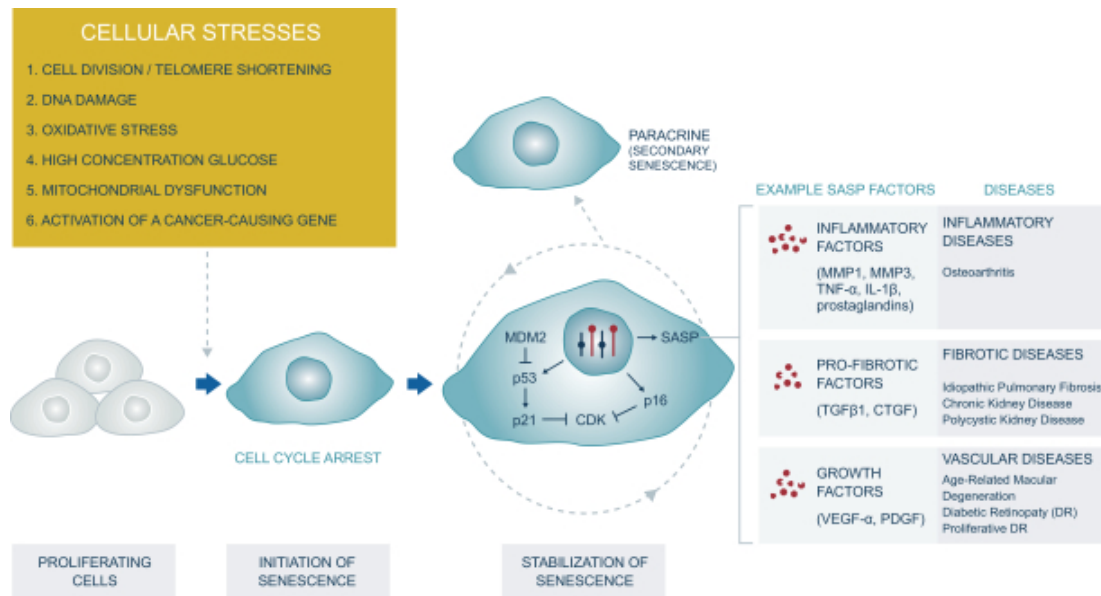 CELLULAR STRESSES
1. CELL DIVISION / TELOMERE SHORTENING
2. DNA DAMAGE
3. OXIDATIVE STRESS
4. HIGH CONCENTRATION GLUCOSE
5. MITOCHONDRIAL DYSFUNCTION
6. ACTIVATION OF A CANCER-CAUSING GENE
PARACRINE
(SECONDARY
SENESCENCE)
CELL CYCLE ARREST
MDM2
SASP
p53
p16
p21
CDK
EXAMPLE SASP FACTORS
DISEASES
INFLAMMATORY
FACTORS
(MMP1, MMP3,
TNF-α, IL-1β,
prostaglandins)
INFLAMMATORY
DISEASES
Osteoarthritis
PRO-FIBROTIC
FACTORS
(TGFβ1, CTGF)
FIBROTIC DISEASES
Idiopathic Pulmonary Fibrosis
Chronic Kidney Disease
Polycystic Kidney Disease
GROWTH
FACTORS
(VEGF-α, PDGF)
VASCULAR DISEASES
Age-Related Macular
Degeneration
Diabetic Retinopaty (DR)
Proliferative DR
PROLIFERATING
CELLS
INITIATION OF
SENESCENCE
STABILIZATION OF
SENESCENCE